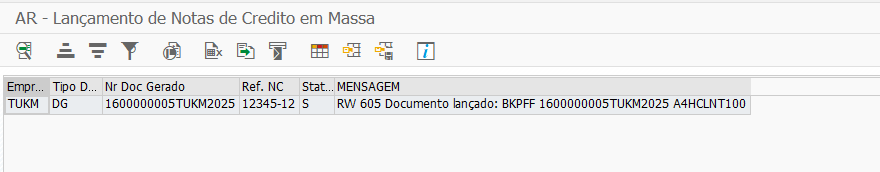 AR - Lançamento de Notas de Credito em Massa
Empr... Tipo D... Nr Doc Gerado Ref. NC Stat... MENSAGEM
TUKM DG 1600000005TUKM2025 12345-12 S RW 605 Documento lançado: BKPFF 1600000005TUKM2025 A4HCLNT100